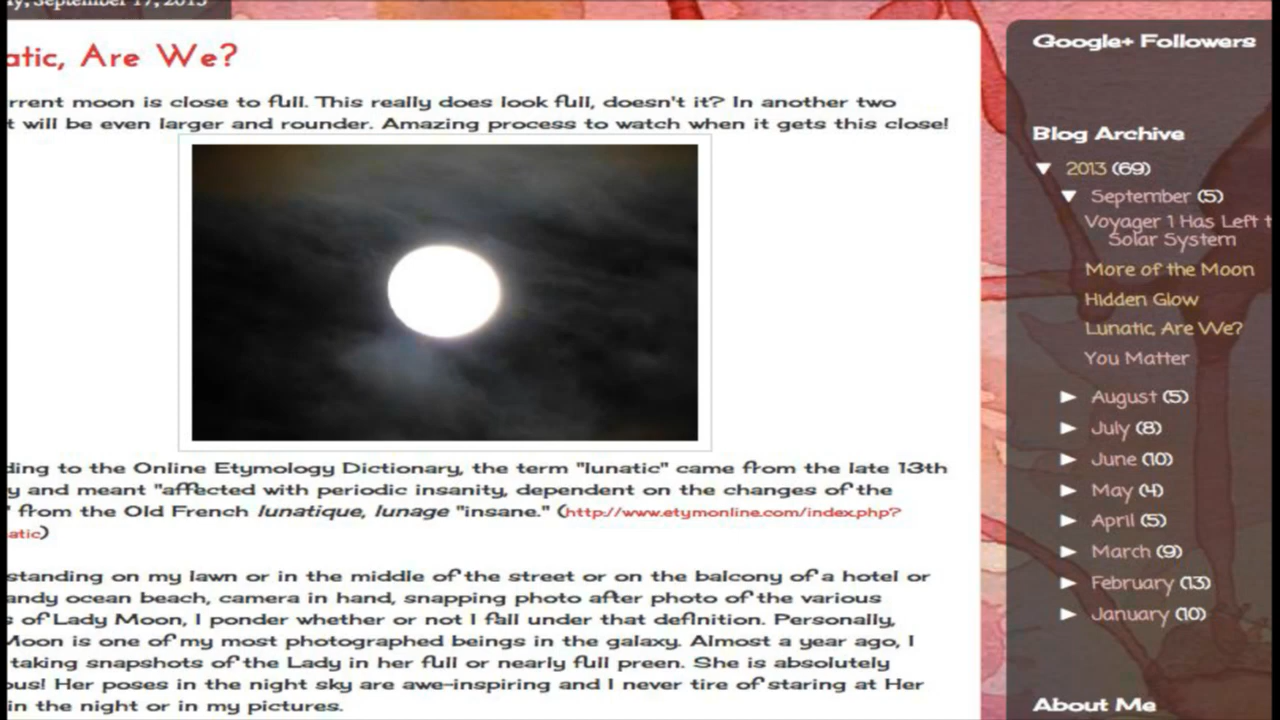 September 17, 2013
atic, Are We?
rrent moon is close to full. This really does look full, doesn't it? In another two
t will be even larger and rounder. Amazing process to watch when it gets this close!
ding to the Online Etymology Dictionary, the term "lunatic" came from the late 13th
y and meant "affected with periodic insanity, dependent on the changes of the
" from the Old French lunatique, lunage "insane." (http://www.etymonline.com/index.php?
atic)
standing on my lawn or in the middle of the street or on the balcony of a hotel or
andy ocean beach, camera in hand, snapping photo after photo of the various
s of Lady Moon, I ponder whether or not I fall under that definition. Personally,
Moon is one of my most photographed beings in the galaxy. Almost a year ago, I
taking snapshots of the Lady in her full or nearly full preen. She is absolutely
ous! Her poses in the night sky are awe-inspiring and I never tire of staring at Her
in the night or in my pictures.
Google+ Followers
Blog Archive
▼ 2013 (69)
▼ September (5)
Voyager 1 Has Left t
Solar System
More of the Moon
Hidden Glow
Lunatic, Are We?
You Matter
► August (5)
► July (8)
► June (10)
► May (4)
► April (5)
► March (9)
► February (13)
► January (10)
About Me